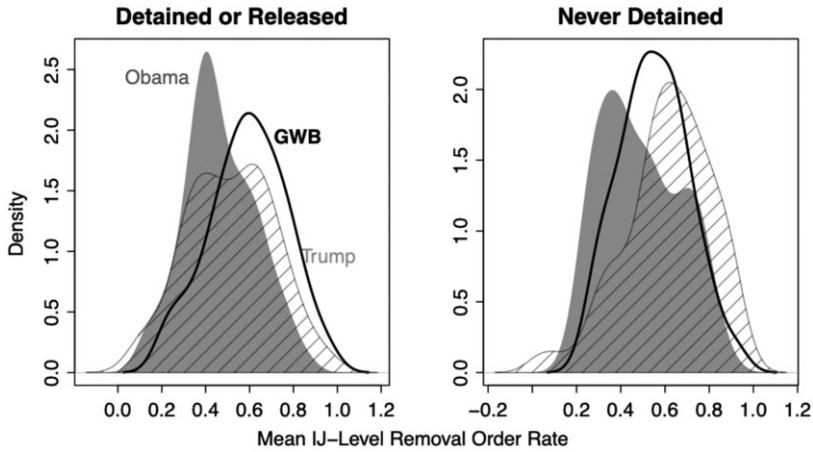 Detained or Released
Never Detained
Density
2.5
2.0
1.5
1.0
0.5
0.0
Obama
GWB
Trump
0.0 0.2 0.4 0.6 0.8 1.0 1.2
2.0
1.5
1.0
0.5
0.0
−0.2 0.2 0.4 0.6 0.8 1.0 1.2
Mean IJ−Level Removal Order Rate